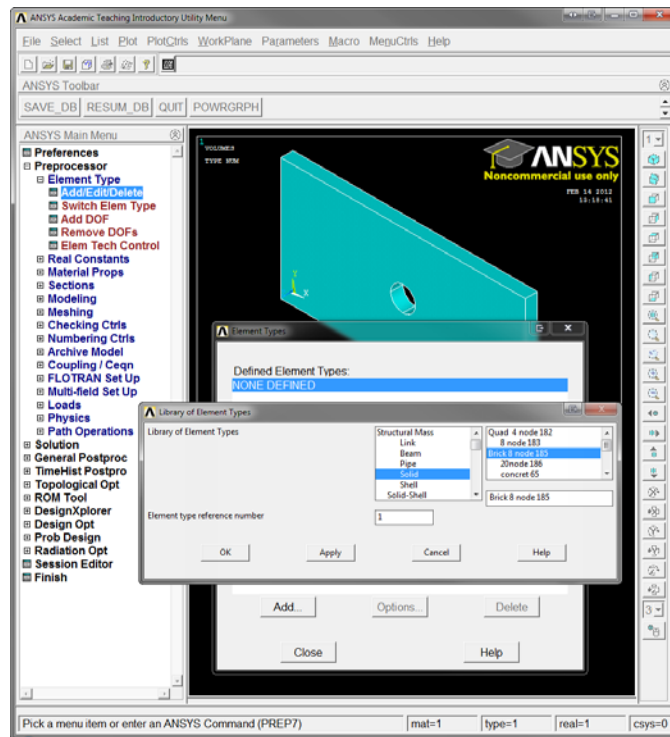 ANSYS Academic Teaching Introductory Utility Menu
File Select List Plot PlotCtrls WorkPlane Parameters Macro MenuCtrls Help
ANSYS Toolbar
SAVE_DB RESUM_DB QUIT POWRGRPH
ANSYS Main Menu
Preferences
Preprocessor
Element Type
Add/Edit/Delete
Switch Elem Type
Add DOF
Remove DOFs
Elem Tech Control
Real Constants
Material Props
Sections
Modeling
Meshing
Checking Ctrls
Numbering Ctrls
Archive Model
Coupling / Ceqn
FLOTRAN Set Up
Multi-field Set Up
Loads
Physics
Path Operations
Solution
General Postproc
TimeHist Postpro
Topological Opt
ROM Tool
DesignXplorer
Design Opt
Prob Design
Radiation Opt
Session Editor
Finish
1
VOLUMES
TYPE NUM
ANSYS
Noncommercial use only
FEB 14 2012
13:18:41
Y
X
1
3
Element Types
Defined Element Types:
NONE DEFINED
Library of Element Types
Library of Element Types
Structural Mass
Link
Beam
Pipe
Solid
Shell
Solid-Shell
Quad 4 node 182
8 node 183
Brick 8 node 185
20node 186
concret 65
Brick 8 node 185
Element type reference number
1
OK Apply Cancel Help
Add... Options... Delete
Close Help
Pick a menu item or enter an ANSYS Command (PREP7) mat=1 type=1 real=1 csys=0